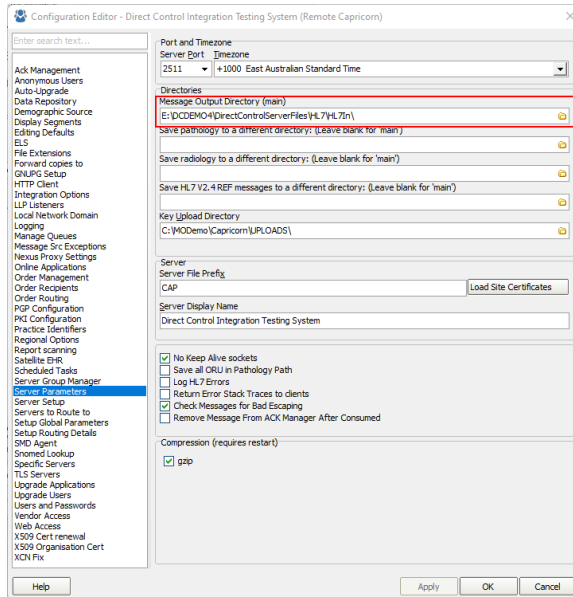 Configuration Editor - Direct Control Integration Testing System (Remote Capricorn)
Enter search text...
Ack Management
Anonymous Users
Auto-Upgrade
Data Repository
Demographic Source
Display Segments
Editing Defaults
ELS
File Extensions
Forward copies to
GNUPG Setup
HTTP Client
Integration Options
LLP Listeners
Local Network Domain
Logging
Manage Queues
Message Src Exceptions
Nexus Proxy Settings
Online Applications
Order Management
Order Recipients
Order Routing
PGP Configuration
PKI Configuration
Practice Identifiers
Regional Options
Report scanning
Satellite EHR
Scheduled Tasks
Server Group Manager
Server Parameters
Server Setup
Servers to Route to
Setup Global Parameters
Setup Routing Details
SMD Agent
Snomed Lookup
Specific Servers
TLS Servers
Upgrade Applications
Upgrade Users
Users and Passwords
Vendor Access
Web Access
X509 Cert renewal
X509 Organisation Cert
XCN Fix
Port and Timezone
Server Port Timezone
2511 +1000 East Australian Standard Time
Directories
Message Output Directory (main)
E:\DCDEMO4\DirectControlServerFiles\HL7\HL7In\
Save pathology to a different directory: (Leave blank for 'main')
Save radiology to a different directory: (Leave blank for 'main')
Save HL7 V2.4 REF messages to a different directory: (Leave blank for 'main')
Key Upload Directory
C:\MODemo\Capricorn\UPLOADS\
Server
Server File Prefix
CAP Load Site Certificates
Server Display Name
Direct Control Integration Testing System
No Keep Alive sockets
Save all ORU in Pathology Path
Log HL7 Errors
Return Error Stack Traces to clients
Check Messages for Bad Escaping
Remove Message From ACK Manager After Consumed
Compression (requires restart)
gzip
Help Apply OK Cancel